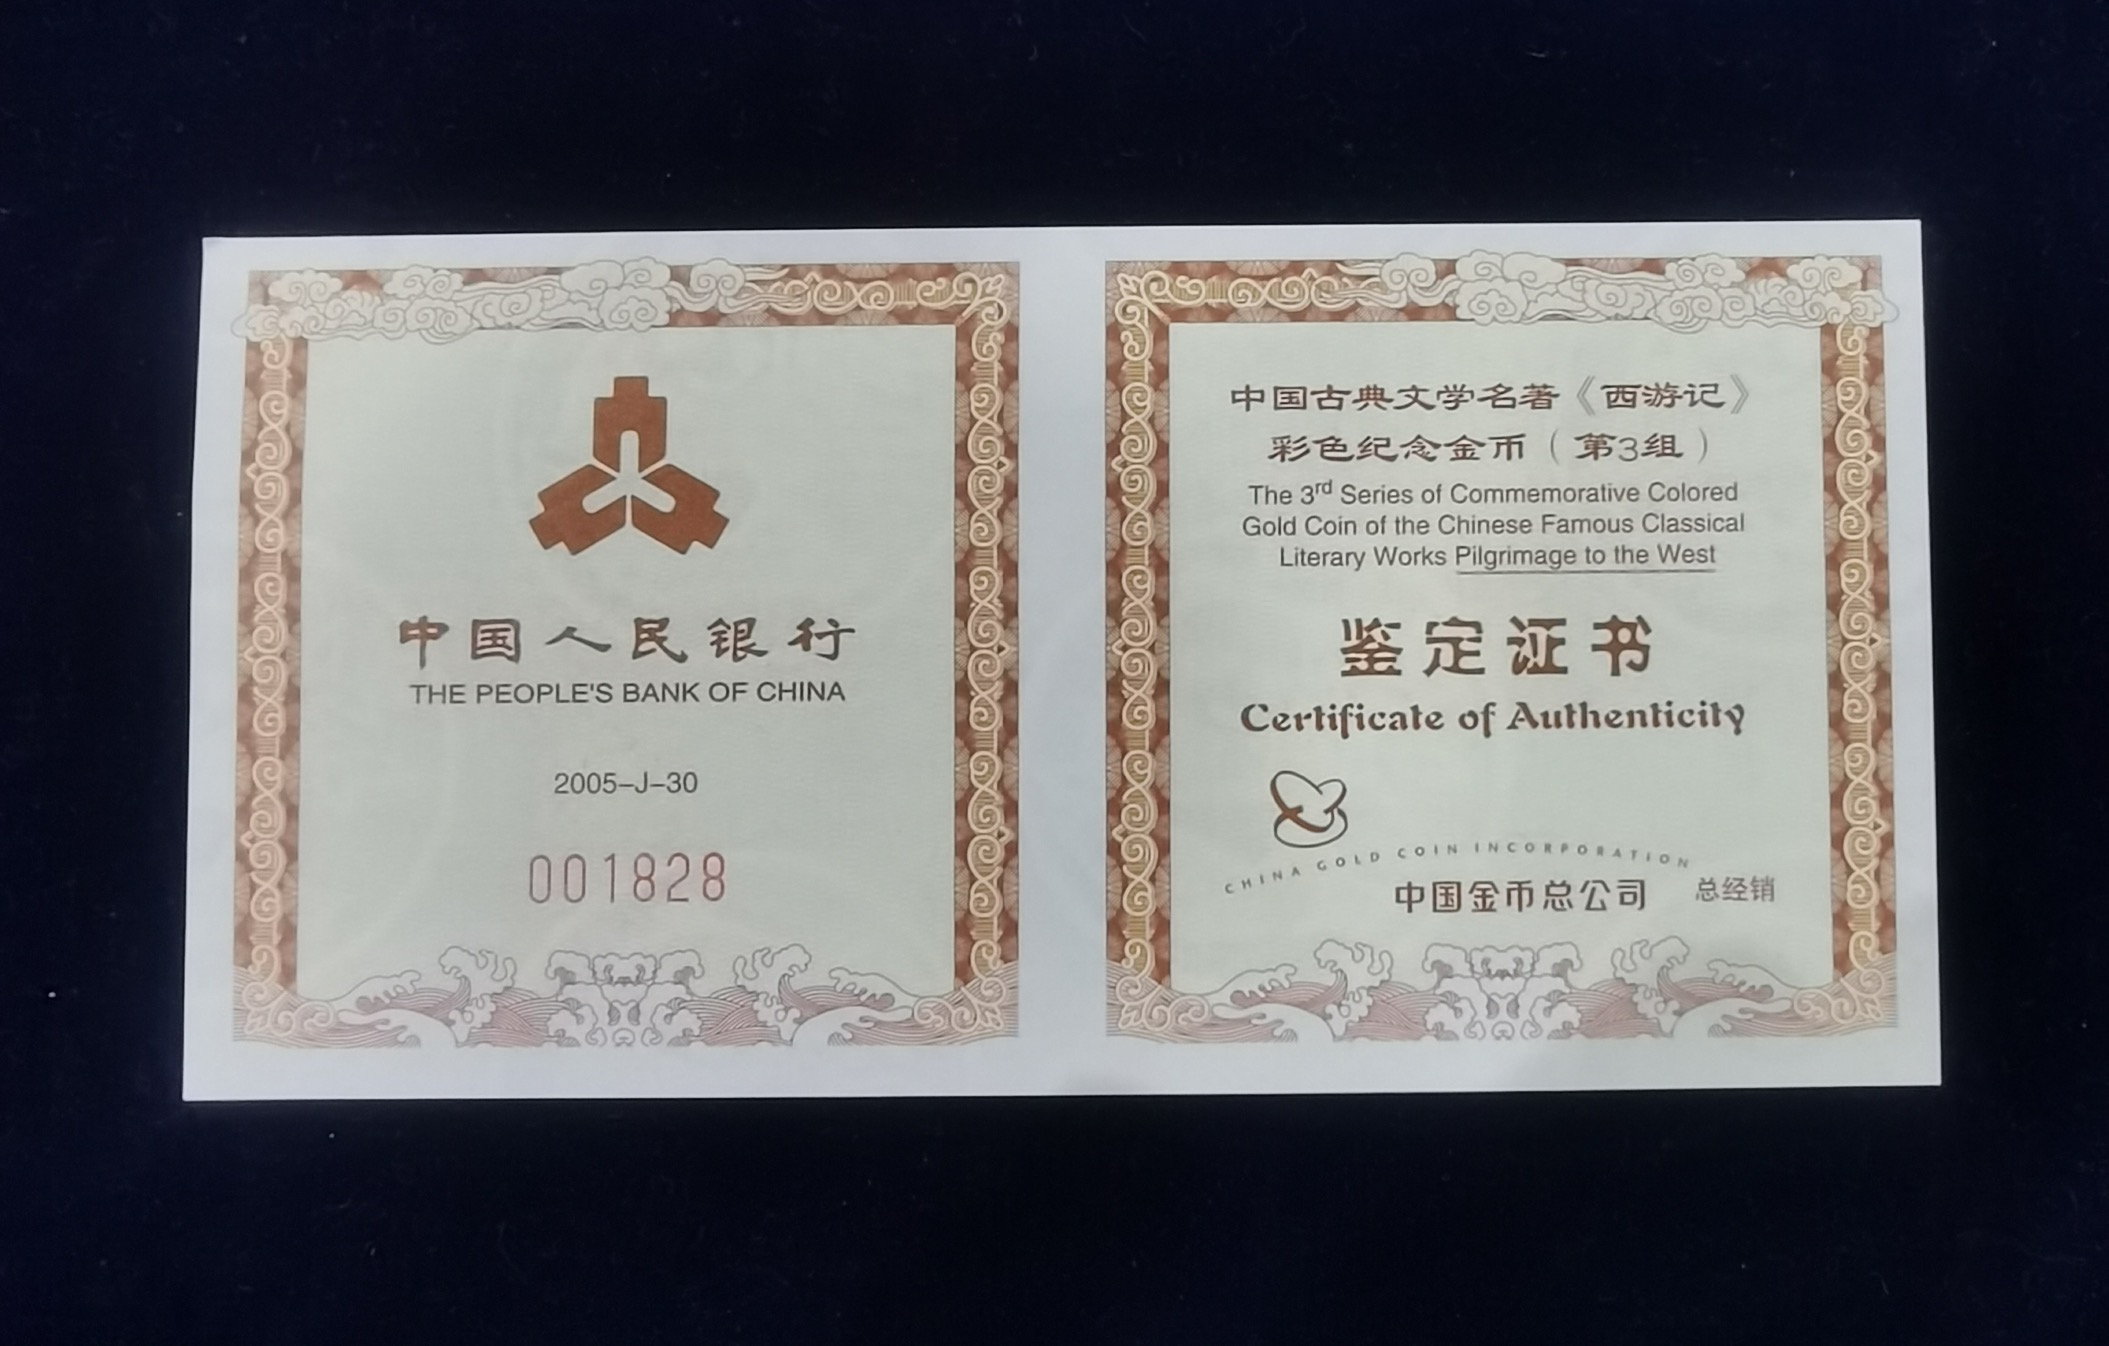 中国人民银行
THE PEOPLE'S BANK OF CHINA
2005–J–30
001828
中国古典文学名著《西游记》
彩色纪念金币（第3组）
The 3rd Series of Commemorative Colored
Gold Coin of the Chinese Famous Classical
Literary Works Pilgrimage to the West
鉴定证书
Certificate of Authenticity
CHINA GOLD COIN INCORPORATION
中国金币总公司 总经销